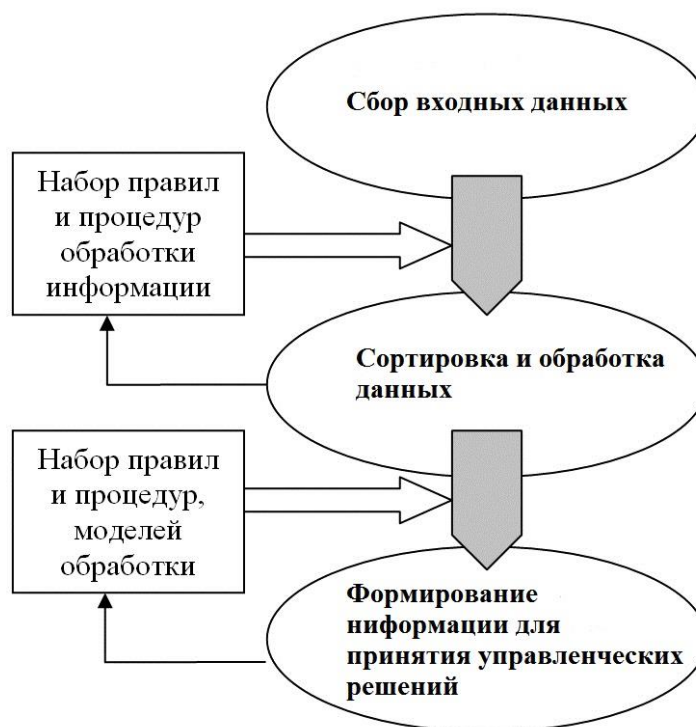 Сбор входных данных
Набор правил
и процедур
обработки
информации
Сортировка и обработка
данных
Набор правил
и процедур,
моделей
обработки
Формирование
ниформации для
принятия управленческих
решений